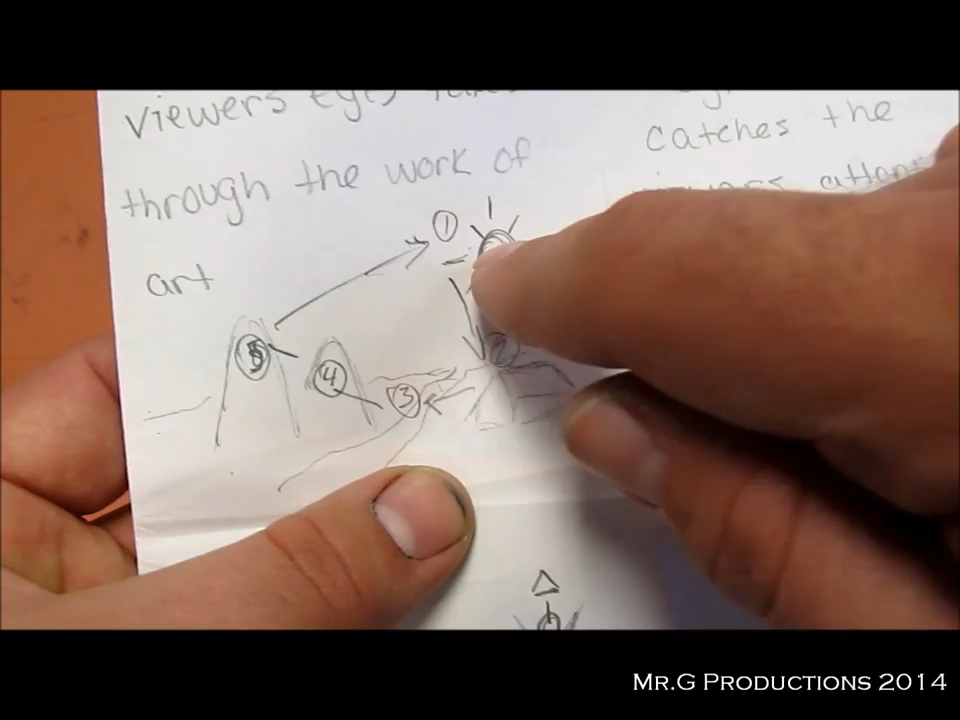 viewers
through the work of
art
catches the
1
2
3
4
5
Mr.G Productions 2014